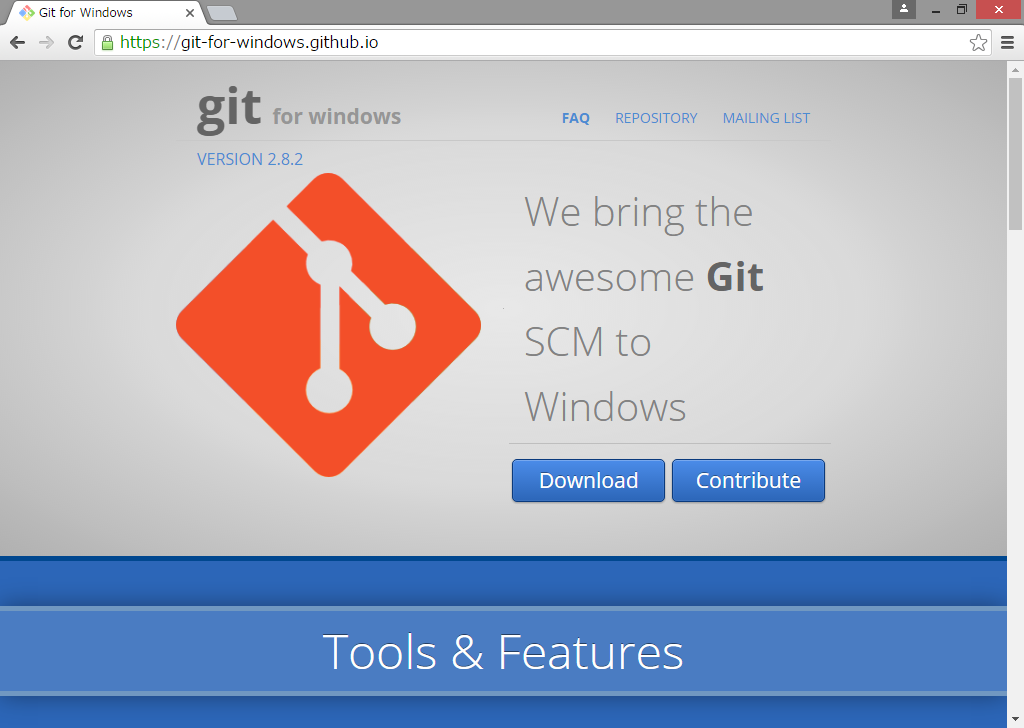 Git for Windows
https://git-for-windows.github.io
git for windows
FAQ REPOSITORY MAILING LIST
VERSION 2.8.2
We bring the
awesome Git
SCM to
Windows
Download Contribute
Tools & Features